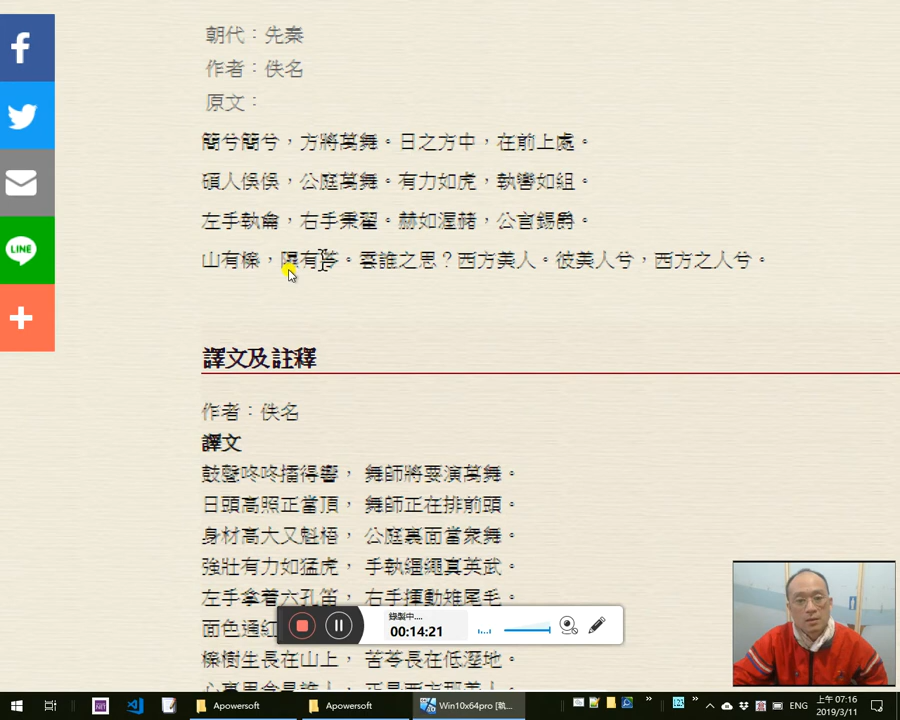 朝代：先秦
作者：佚名
原文：
簡兮簡兮，方將萬舞。日之方中，在前上處。
碩人俁俁，公庭萬舞。有力如虎，執轡如組。
左手執龠，右手秉翟。赫如渥赭，公言錫爵。
山有榛，隰有苓。雲誰之思？西方美人。彼美人兮，西方之人兮。
譯文及註釋
作者：佚名
譯文
鼓聲咚咚擂得響， 舞師將要演萬舞。
日頭高照正當頂， 舞師正在排前頭。
身材高大又魁梧， 公庭裏面當衆舞。
強壯有力如猛虎， 手執繮繩真英武。
左手拿着六孔笛， 右手揮動雉尾毛。
面色通紅
榛樹生長在山上， 苦苓長在低溼地。
LINE
錄製中....
00:14:21
Apowersoft
Apowersoft
Win10x64pro [執...
ENG
上午 07:16
2019/3/11